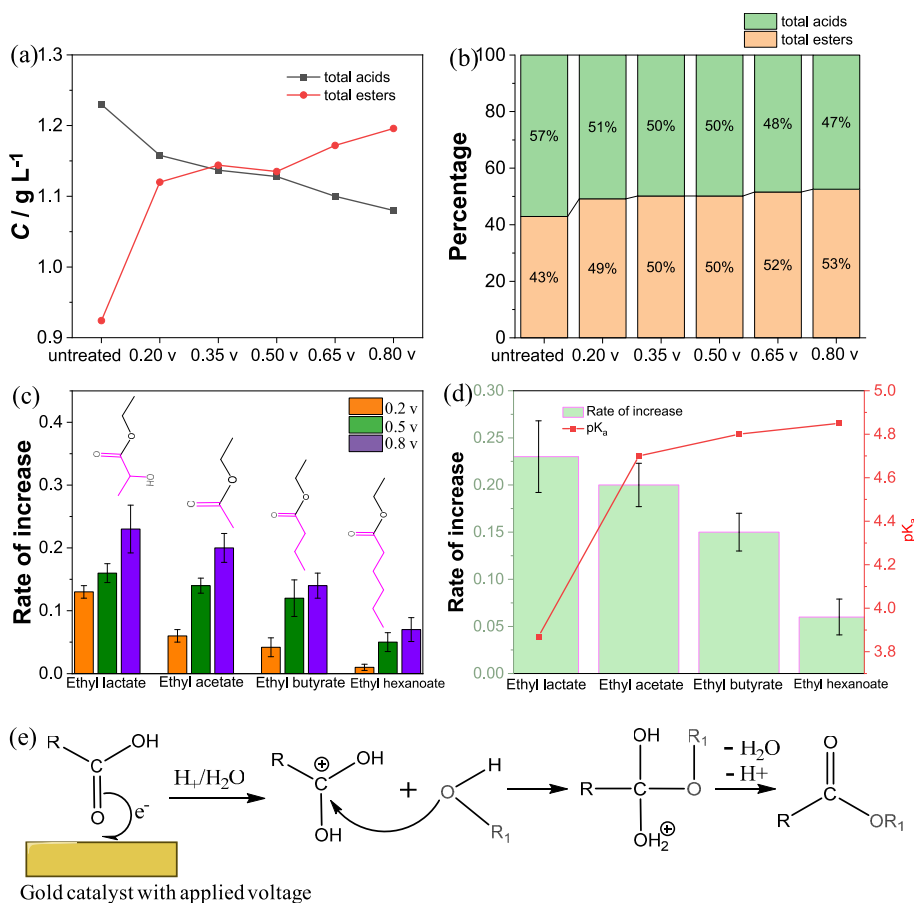 (a)
total acids
total esters
C / g L-1
1.3
1.2
1.1
1.0
0.9
untreated 0.20 v 0.35 v 0.50 v 0.65 v 0.80 v
total acids
total esters
(b)
Percentage
100
80
60
40
20
0
57% 51% 50% 50% 48% 47%
43% 49% 50% 50% 52% 53%
untreated 0.20 v 0.35 v 0.50 v 0.65 v 0.80 v
(c)
Rate of increase
0.4
0.3
0.2
0.1
0.0
0.2 v
0.5 v
0.8 v
O O O H
O O
O O
O O
Ethyl lactate Ethyl acetate Ethyl butyrate Ethyl hexanoate
(d)
Rate of increase
pKa
Rate of increase
0.30
0.25
0.20
0.15
0.10
0.05
0.00
5.0
4.8
4.6
4.4
4.2
4.0
3.8
pKa
Ethyl lactate Ethyl acetate Ethyl butyrate Ethyl hexanoate
(e)
R C OH O e-
H+/H2O
R C OH OH
+
H O R1
OH R1 R C O OH2
- H2O
- H+
O R OR1
Gold catalyst with applied voltage